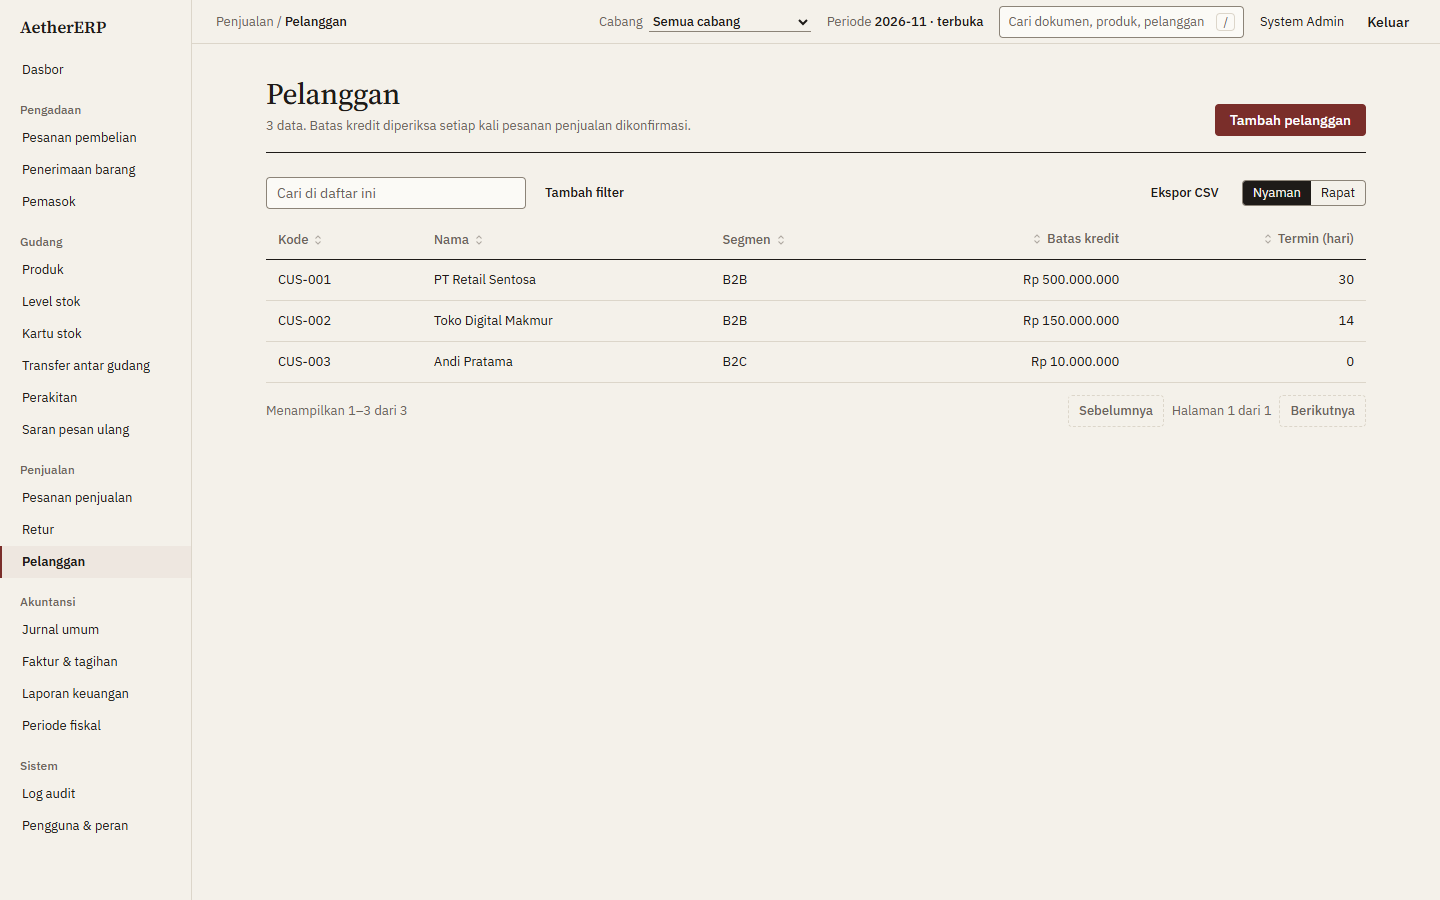 AetherERP
Dasbor
Pengadaan
Pesanan pembelian
Penerimaan barang
Pemasok
Gudang
Produk
Level stok
Kartu stok
Transfer antar gudang
Perakitan
Saran pesan ulang
Penjualan
Pesanan penjualan
Retur
Pelanggan
Akuntansi
Jurnal umum
Faktur & tagihan
Laporan keuangan
Periode fiskal
Sistem
Log audit
Pengguna & peran
Penjualan / Pelanggan Cabang Semua cabang Periode 2026-11 · terbuka Cari dokumen, produk, pelanggan / System Admin Keluar
Pelanggan
3 data. Batas kredit diperiksa setiap kali pesanan penjualan dikonfirmasi.
Tambah pelanggan
Cari di daftar ini Tambah filter Ekspor CSV Nyaman Rapat
Kode Nama Segmen Batas kredit Termin (hari)
CUS-001 PT Retail Sentosa B2B Rp 500.000.000 30
CUS-002 Toko Digital Makmur B2B Rp 150.000.000 14
CUS-003 Andi Pratama B2C Rp 10.000.000 0
Menampilkan 1–3 dari 3 Sebelumnya Halaman 1 dari 1 Berikutnya